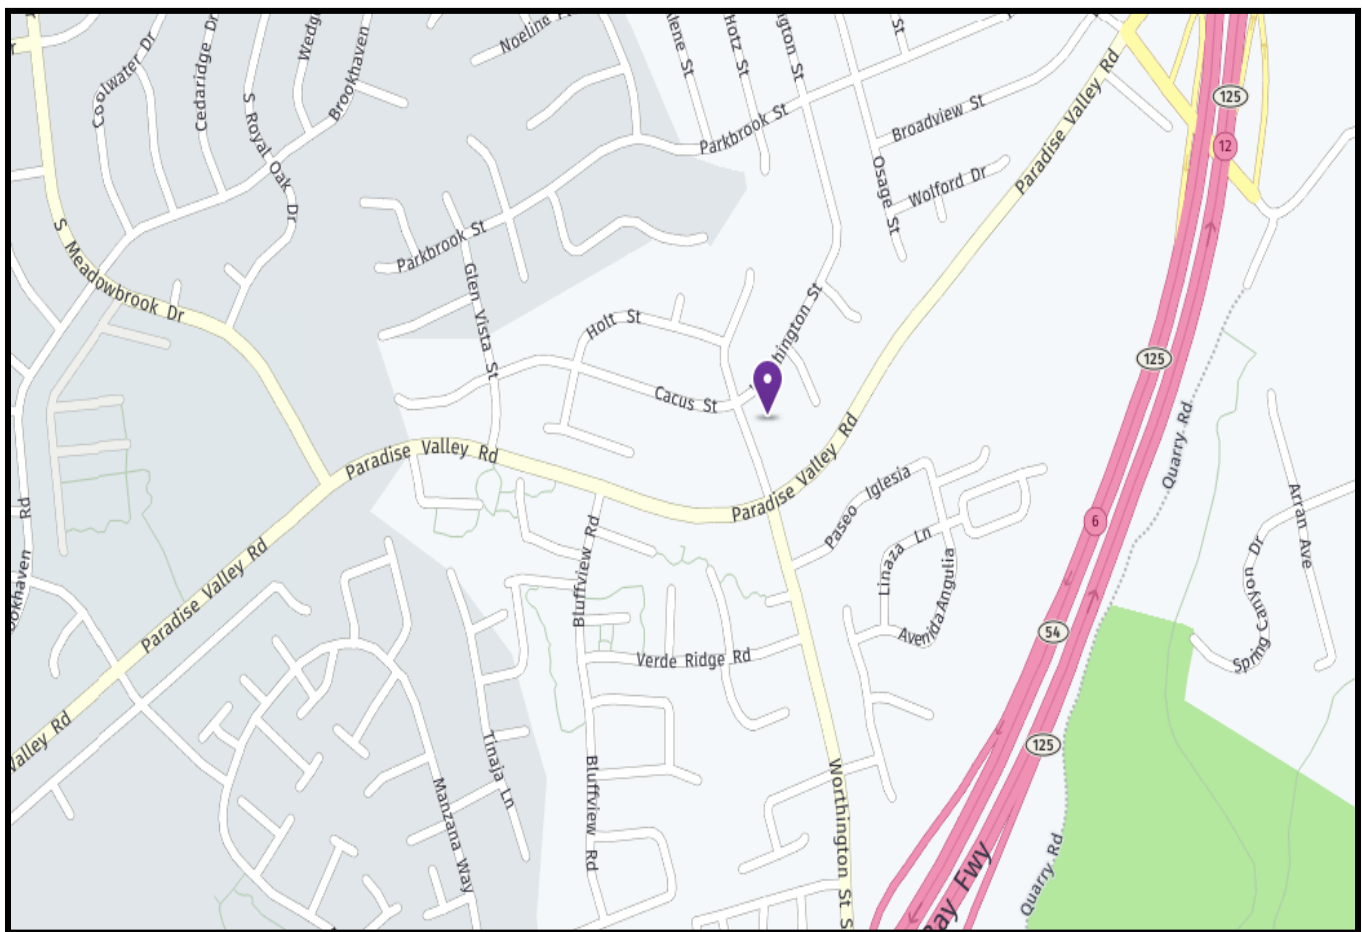 Coolwater Dr
Cedaridge Dr
Brookhaven
S Royal Oak Dr
Noeline
Hotz St
St
Parkbrook St
Broadview St
Paradise Valley Rd
125
12
Osage St
Wolford Dr
S Meadowbrook Dr
Parkbrook St
Glen Vista St
Holt St
hington St
125
Cacus St
Paradise Valley Rd
Paradise Valley Rd
Quarry Rd
Paseo Iglesia
Arran Ave
6
Bluffview Rd
Linaza Ln
Avenida Angulia
Spring Canyon Dr
Paradise Valley Rd
54
Verde Ridge Rd
Valley Rd
125
Tinaja Ln
Bluffview Rd
Manzana Way
Worthington St
Quarry Rd
Fwy